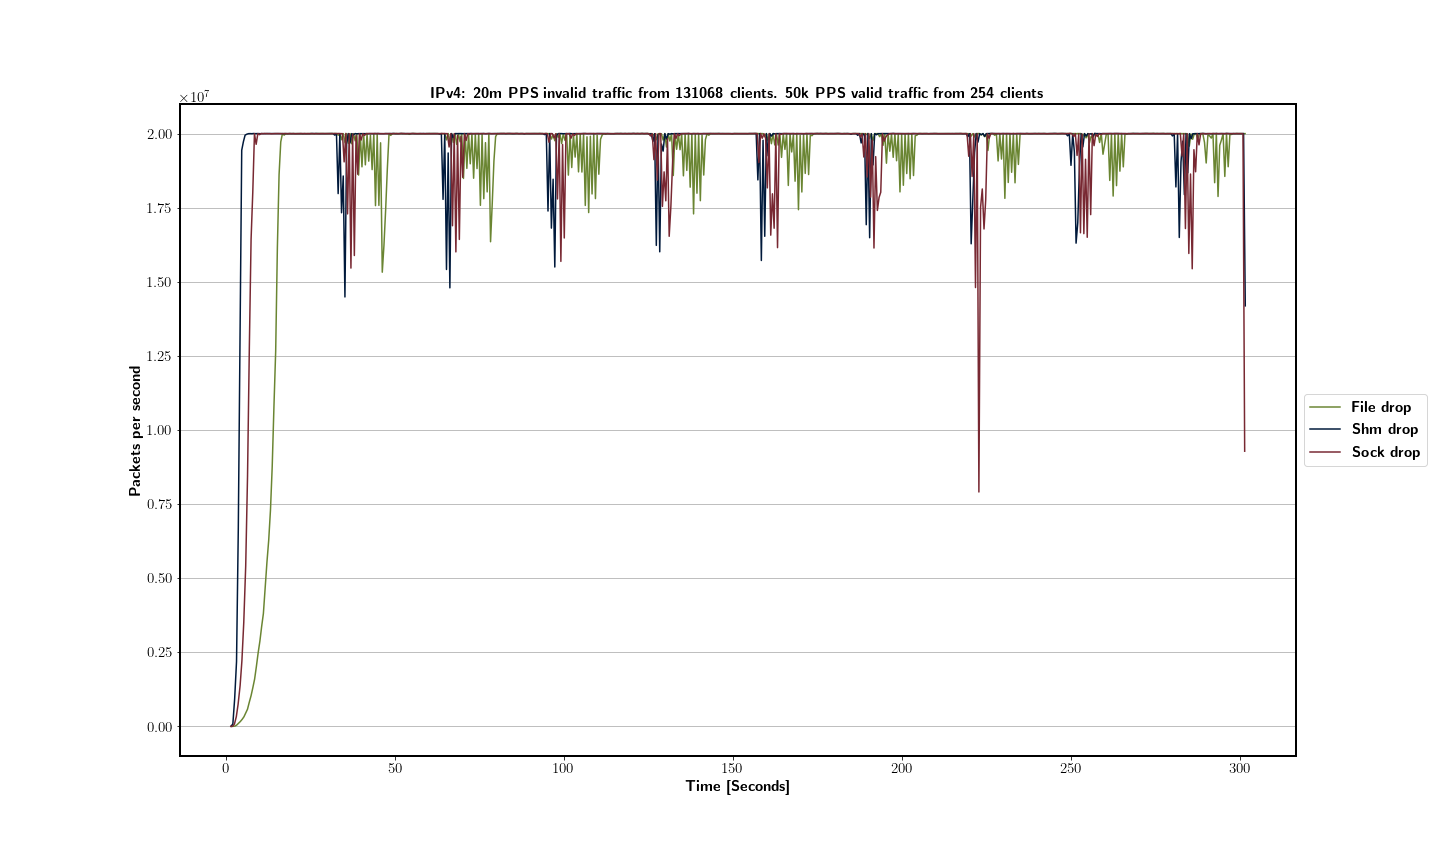 IPv4: 20m PPS invalid traffic from 131068 clients. 50k PPS valid traffic from 254 clients
×10⁷
2.00
1.75
1.50
1.25
1.00
0.75
0.50
0.25
0.00
Packets per second
0 50 100 150 200 250 300
Time [Seconds]
File drop
Shm drop
Sock drop